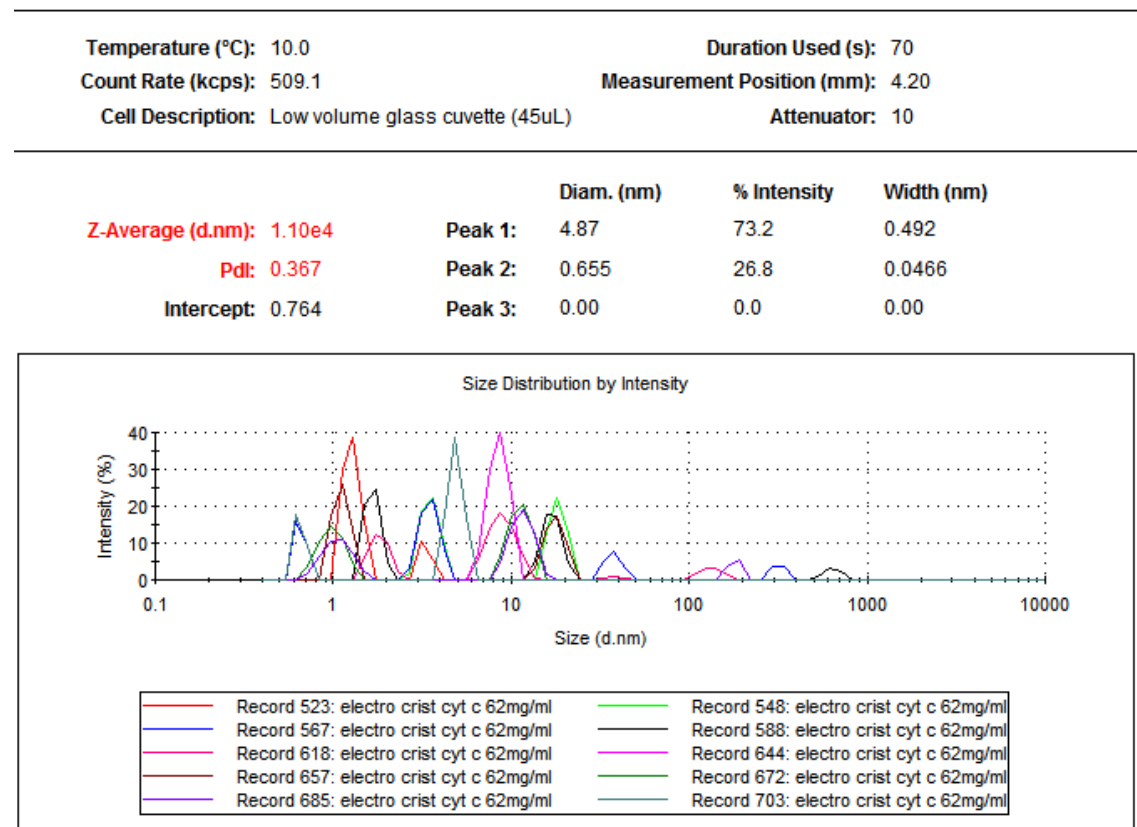 Temperature (°C): 10.0 Duration Used (s): 70
Count Rate (kcps): 509.1 Measurement Position (mm): 4.20
Cell Description: Low volume glass cuvette (45uL) Attenuator: 10
Diam. (nm) % Intensity Width (nm)
Z-Average (d.nm): 1.10e4 Peak 1: 4.87 73.2 0.492
PdI: 0.367 Peak 2: 0.655 26.8 0.0466
Intercept: 0.764 Peak 3: 0.00 0.0 0.00
Size Distribution by Intensity
Intensity (%)
40
30
20
10
0
0.1 1 10 100 1000 10000
Size (d.nm)
Record 523: electro crist cyt c 62mg/ml Record 548: electro crist cyt c 62mg/ml
Record 567: electro crist cyt c 62mg/ml Record 588: electro crist cyt c 62mg/ml
Record 618: electro crist cyt c 62mg/ml Record 644: electro crist cyt c 62mg/ml
Record 657: electro crist cyt c 62mg/ml Record 672: electro crist cyt c 62mg/ml
Record 685: electro crist cyt c 62mg/ml Record 703: electro crist cyt c 62mg/ml